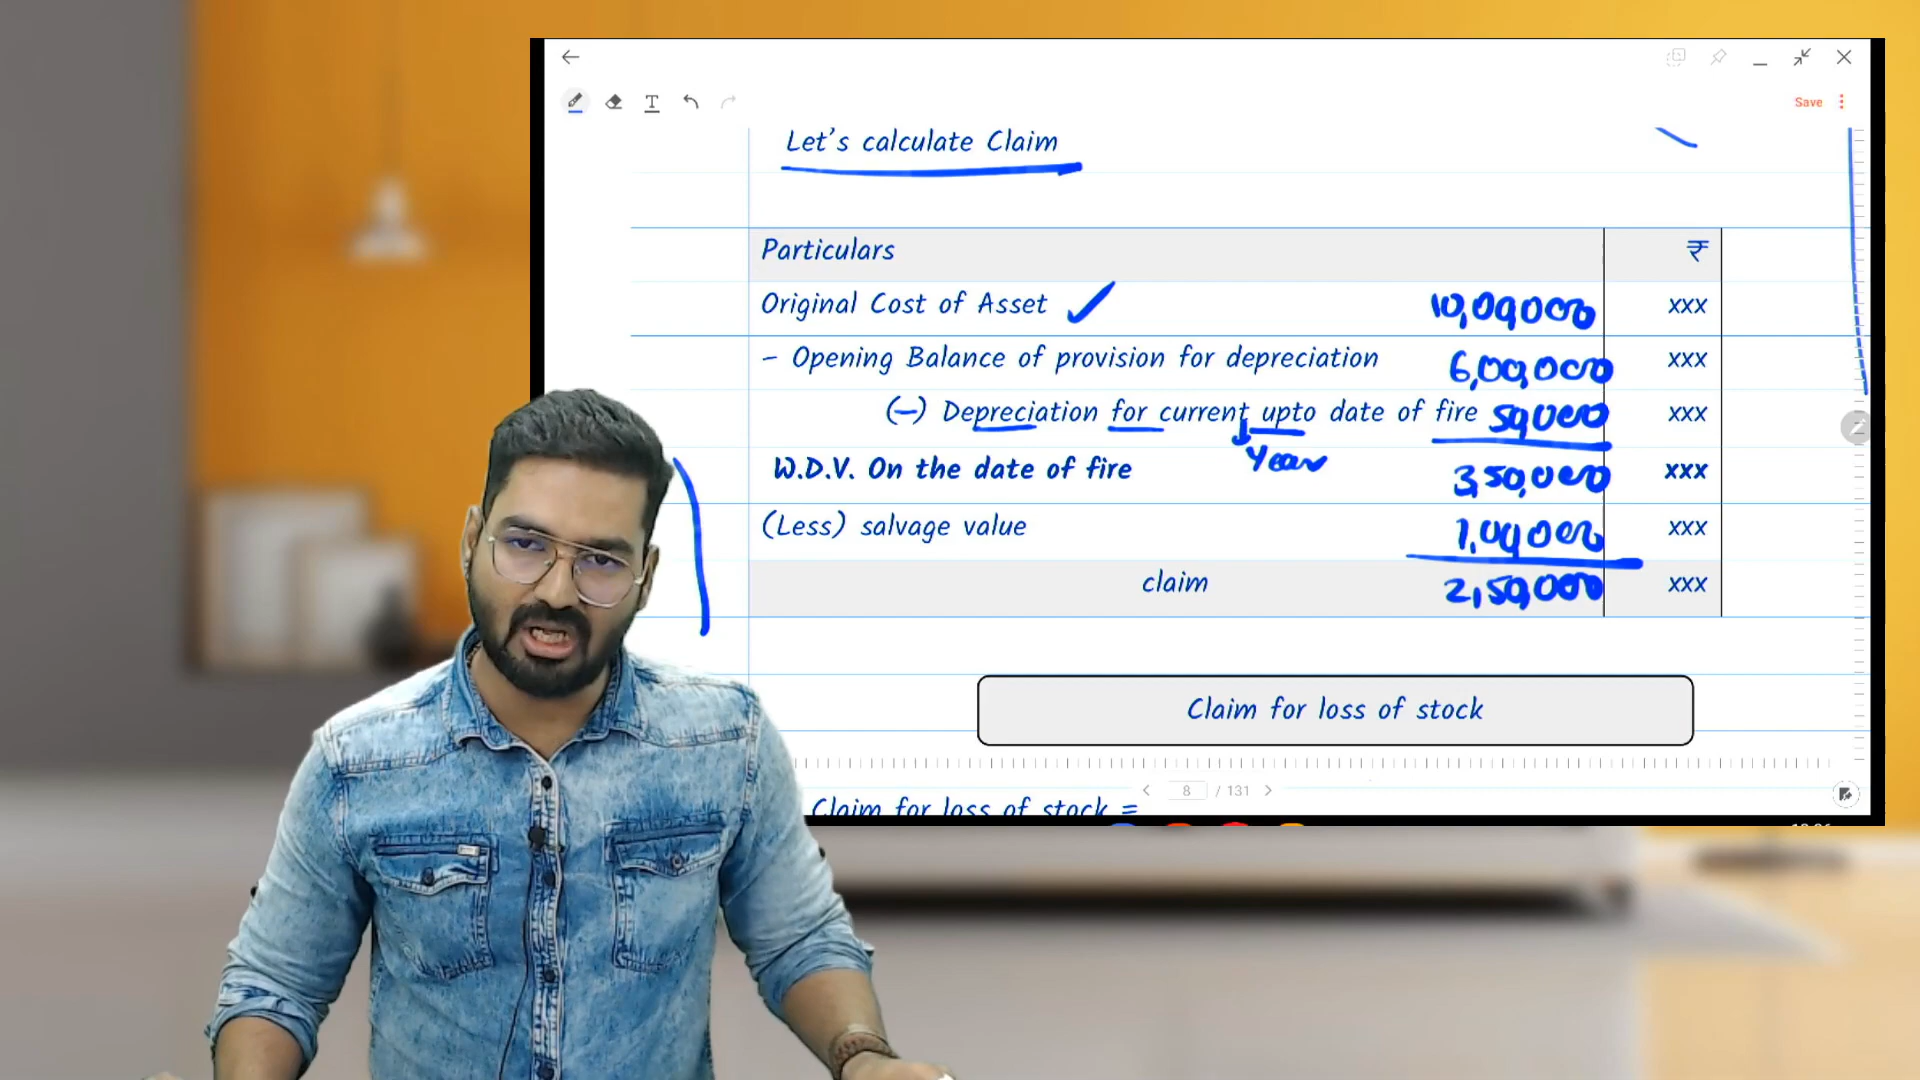 Save
Let's calculate Claim
Particulars ₹
Original Cost of Asset 10,00,000 xxx
- Opening Balance of provision for depreciation 6,00,000 xxx
(-) Depreciation for current upto date of fire 50,000 xxx
Year
W.D.V. On the date of fire 3,50,000 xxx
(Less) salvage value 1,00,000 xxx
claim 2,50,000 xxx
Claim for loss of stock
8 / 131
Claim for loss of stock =